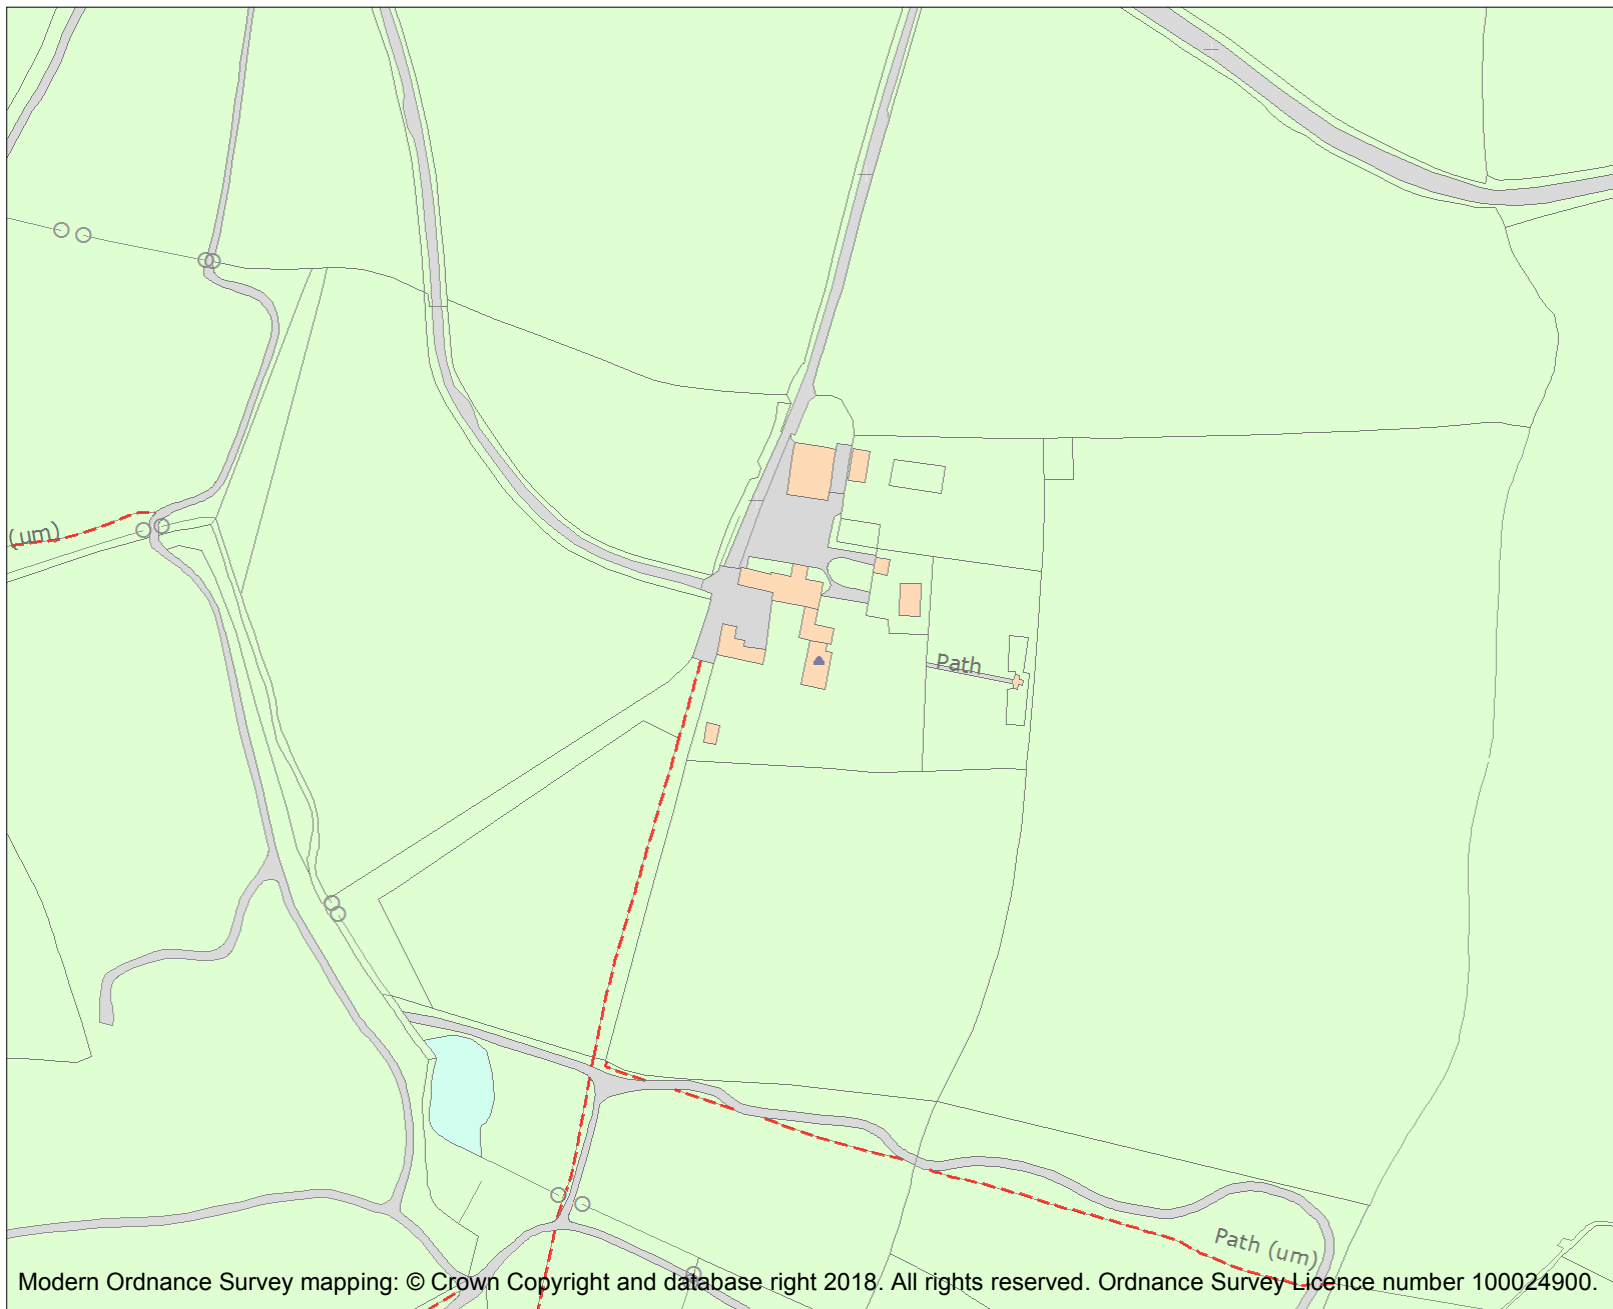 (um)
Path
Path (um)
Modern Ordnance Survey mapping: © Crown Copyright and database right 2018. All rights reserved. Ordnance Survey Licence number 100024900.